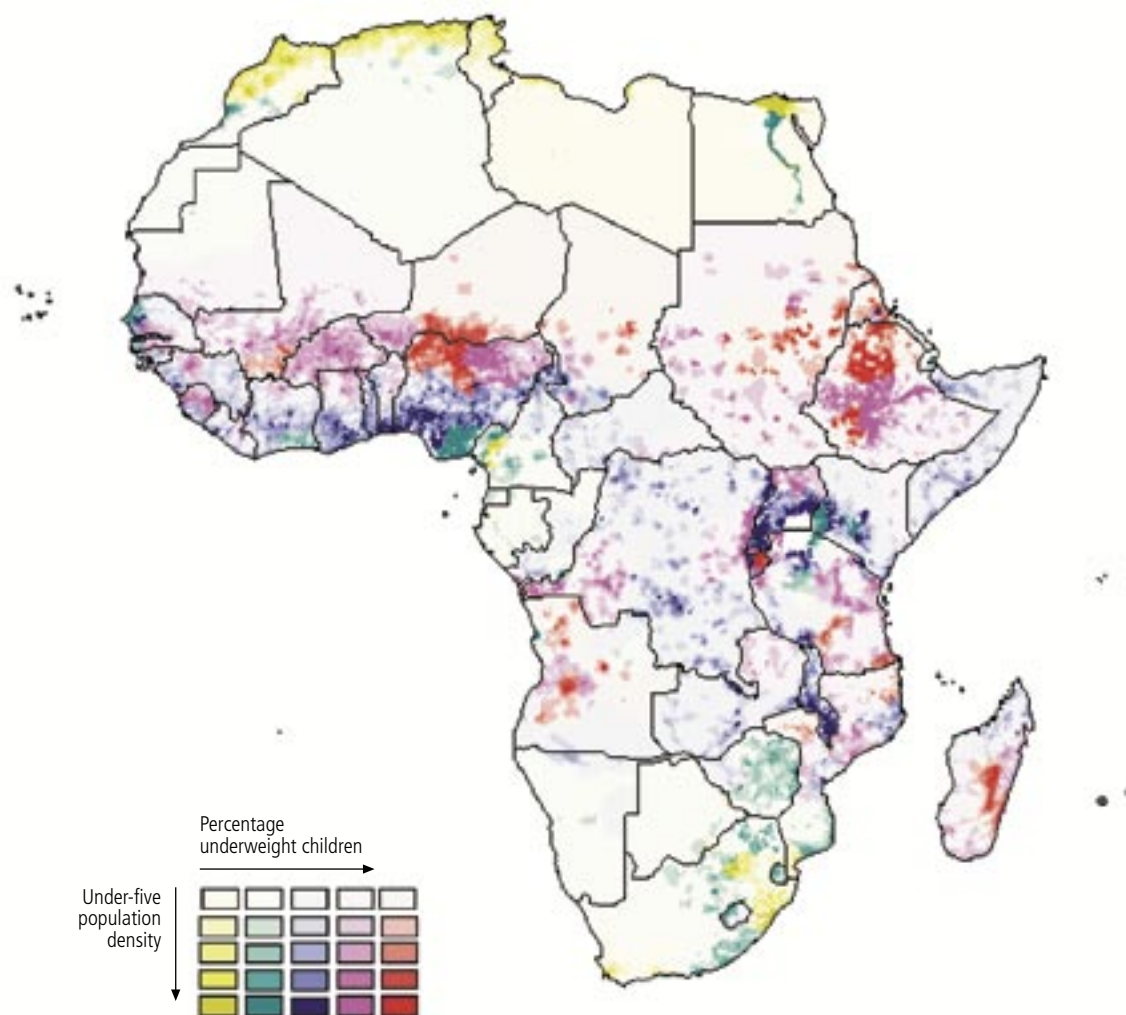 Percentage
underweight children
Under-five
population
density